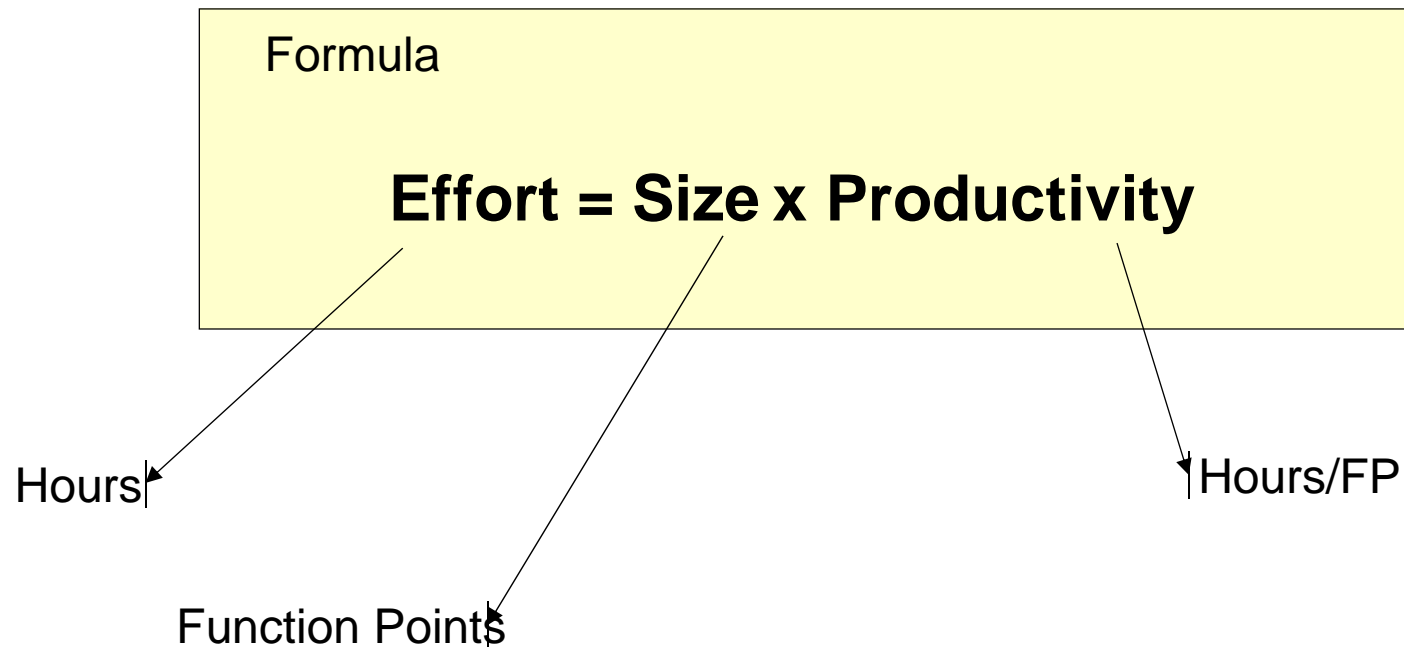 Formula
Effort = Size x Productivity
Hours
Hours/FP
Function Points